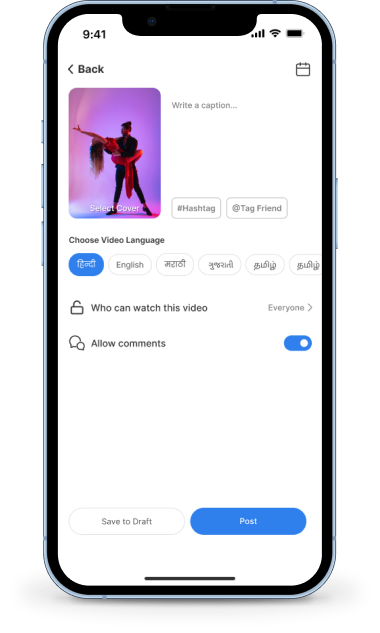 9:41
Back
Write a caption...
Select Cover
#Hashtag @Tag Friend
Choose Video Language
हिन्दी English मराठी ગુજરાતી தமிழ் தமிழ்
Who can watch this video Everyone
Allow comments
Save to Draft Post